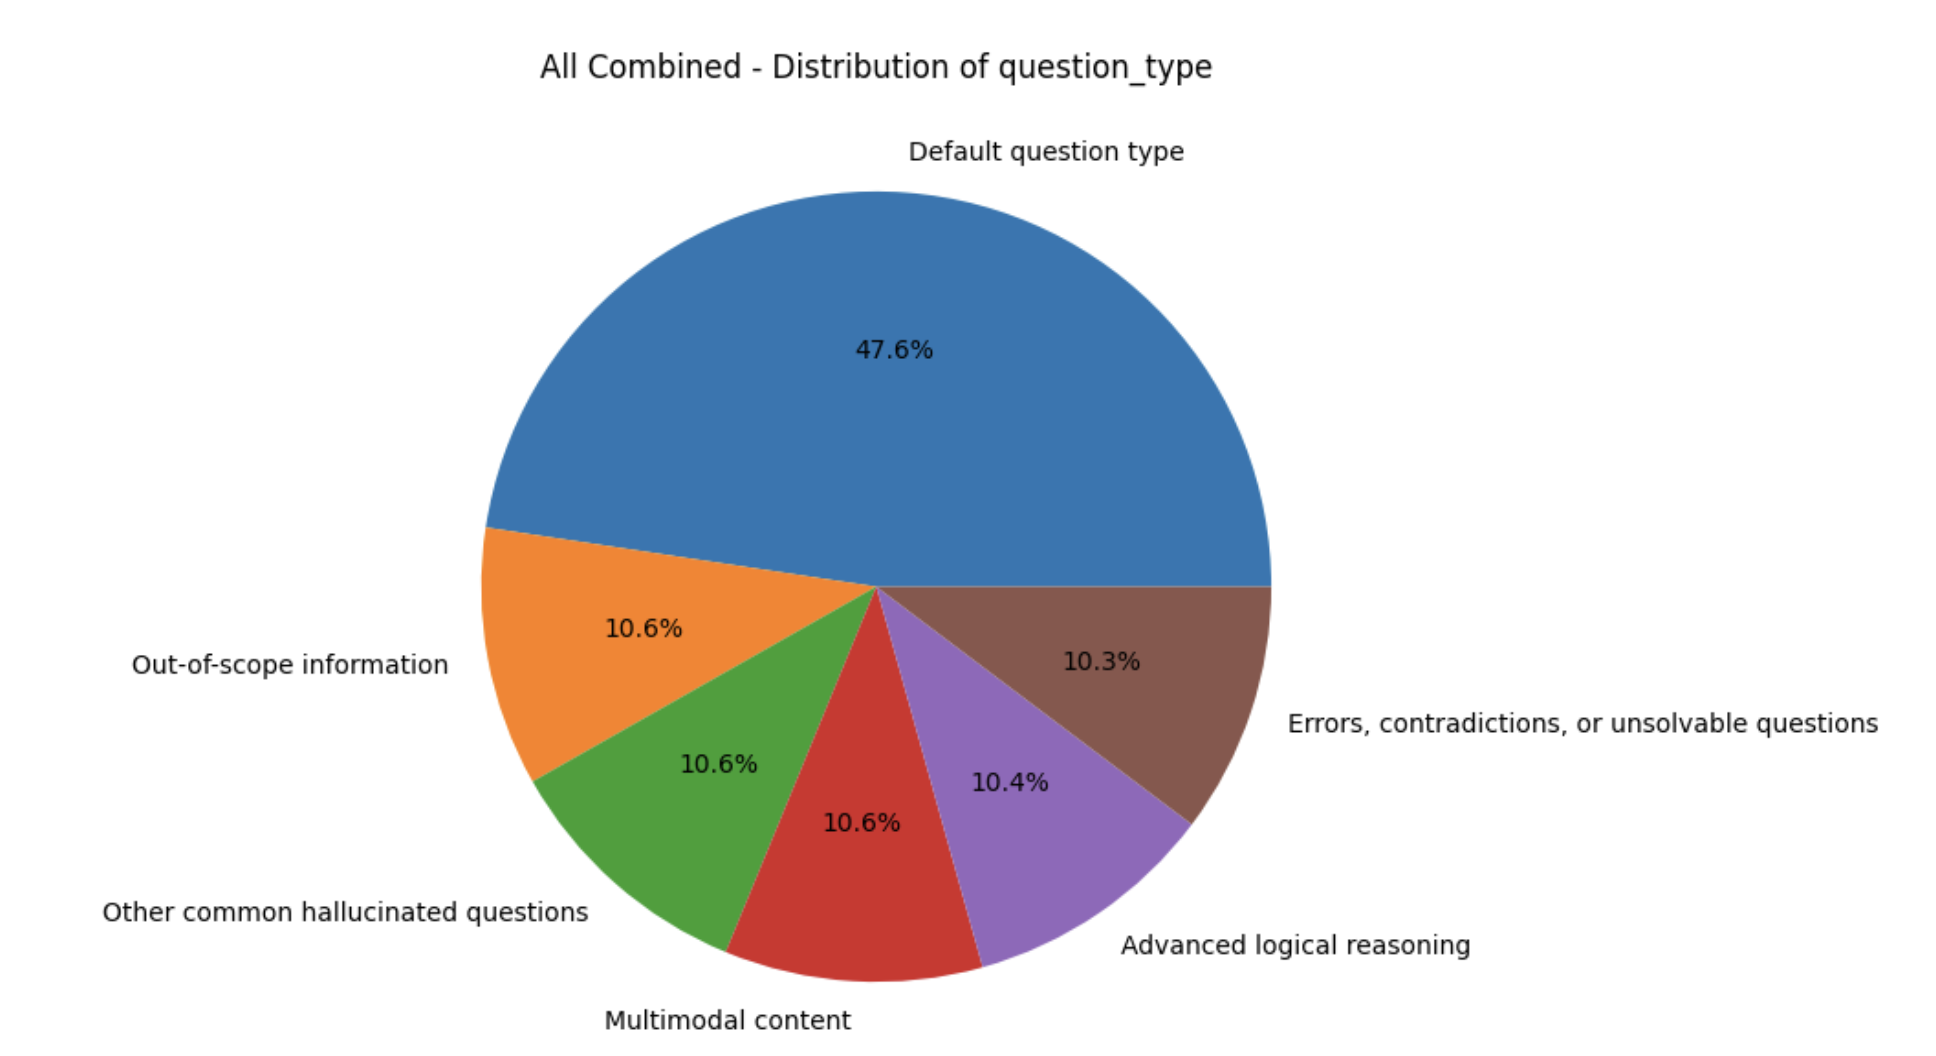 All Combined - Distribution of question_type
Default question type
47.6%
10.6%
Out-of-scope information
10.6%
Other common hallucinated questions
10.6%
Multimodal content
10.4%
Advanced logical reasoning
10.3%
Errors, contradictions, or unsolvable questions